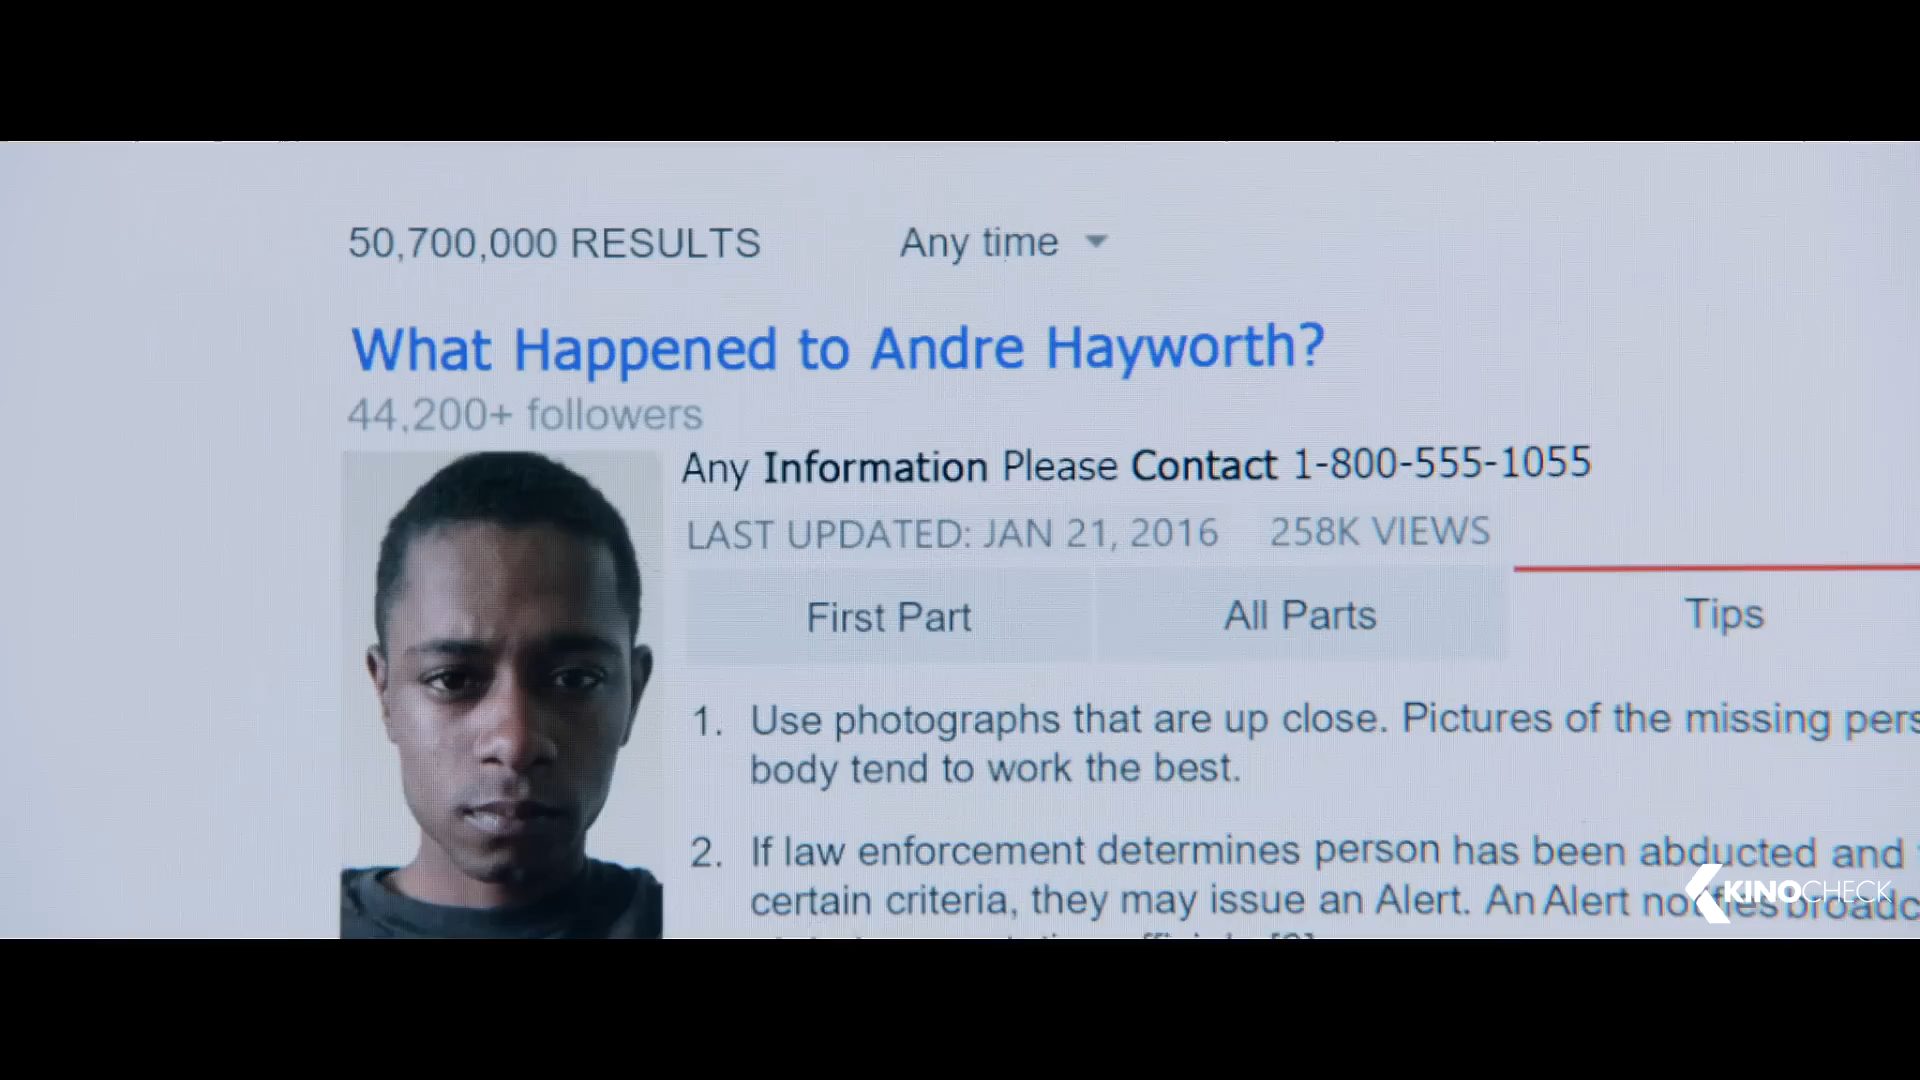 50,700,000 RESULTS Any time
What Happened to Andre Hayworth?
44,200+ followers
Any Information Please Contact 1-800-555-1055
LAST UPDATED: JAN 21, 2016 258K VIEWS
First Part All Parts Tips
1. Use photographs that are up close. Pictures of the missing pers
body tend to work the best.
2. If law enforcement determines person has been abducted and
certain criteria, they may issue an Alert. An Alert notifies broadc
KINOCHECK